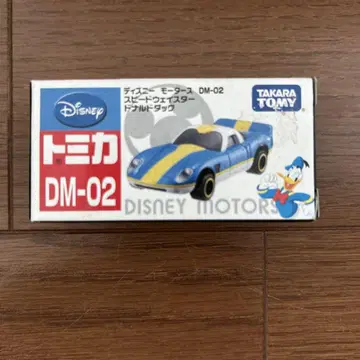 Disney
ディズニー モータース DM-02
スピードウェイスター
ドナルドダック
TAKARA
TOMY
トミカ
DM-02
DISNEY MOTORS